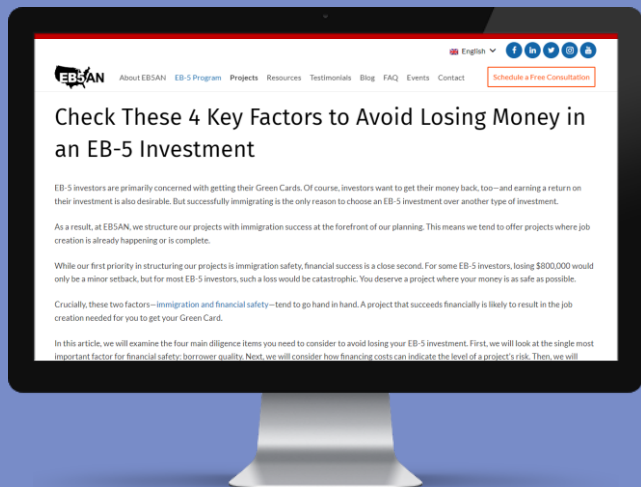 English
EB5AN
About EB5AN EB-5 Program Projects Resources Testimonials Blog FAQ Events Contact Schedule a Free Consultation
Check These 4 Key Factors to Avoid Losing Money in
an EB-5 Investment
EB-5 investors are primarily concerned with getting their Green Cards. Of course, investors want to get their money back, too—and earning a return on
their investment is also desirable. But successfully immigrating is the only reason to choose an EB-5 investment over another type of investment.
As a result, at EB5AN, we structure our projects with immigration success at the forefront of our planning. This means we tend to offer projects where job
creation is already happening or is complete.
While our first priority in structuring our projects is immigration safety, financial success is a close second. For some EB-5 investors, losing $800,000 would
only be a minor setback, but for most EB-5 investors, such a loss would be catastrophic. You deserve a project where your money is as safe as possible.
Crucially, these two factors—immigration and financial safety—tend to go hand in hand. A project that succeeds financially is likely to result in the job
creation needed for you to get your Green Card.
In this article, we will examine the four main diligence items you need to consider to avoid losing your EB-5 investment. First, we will look at the single most
important factor for financial safety: borrower quality. Next, we will consider how financing costs can indicate the level of a project's risk. Then, we will